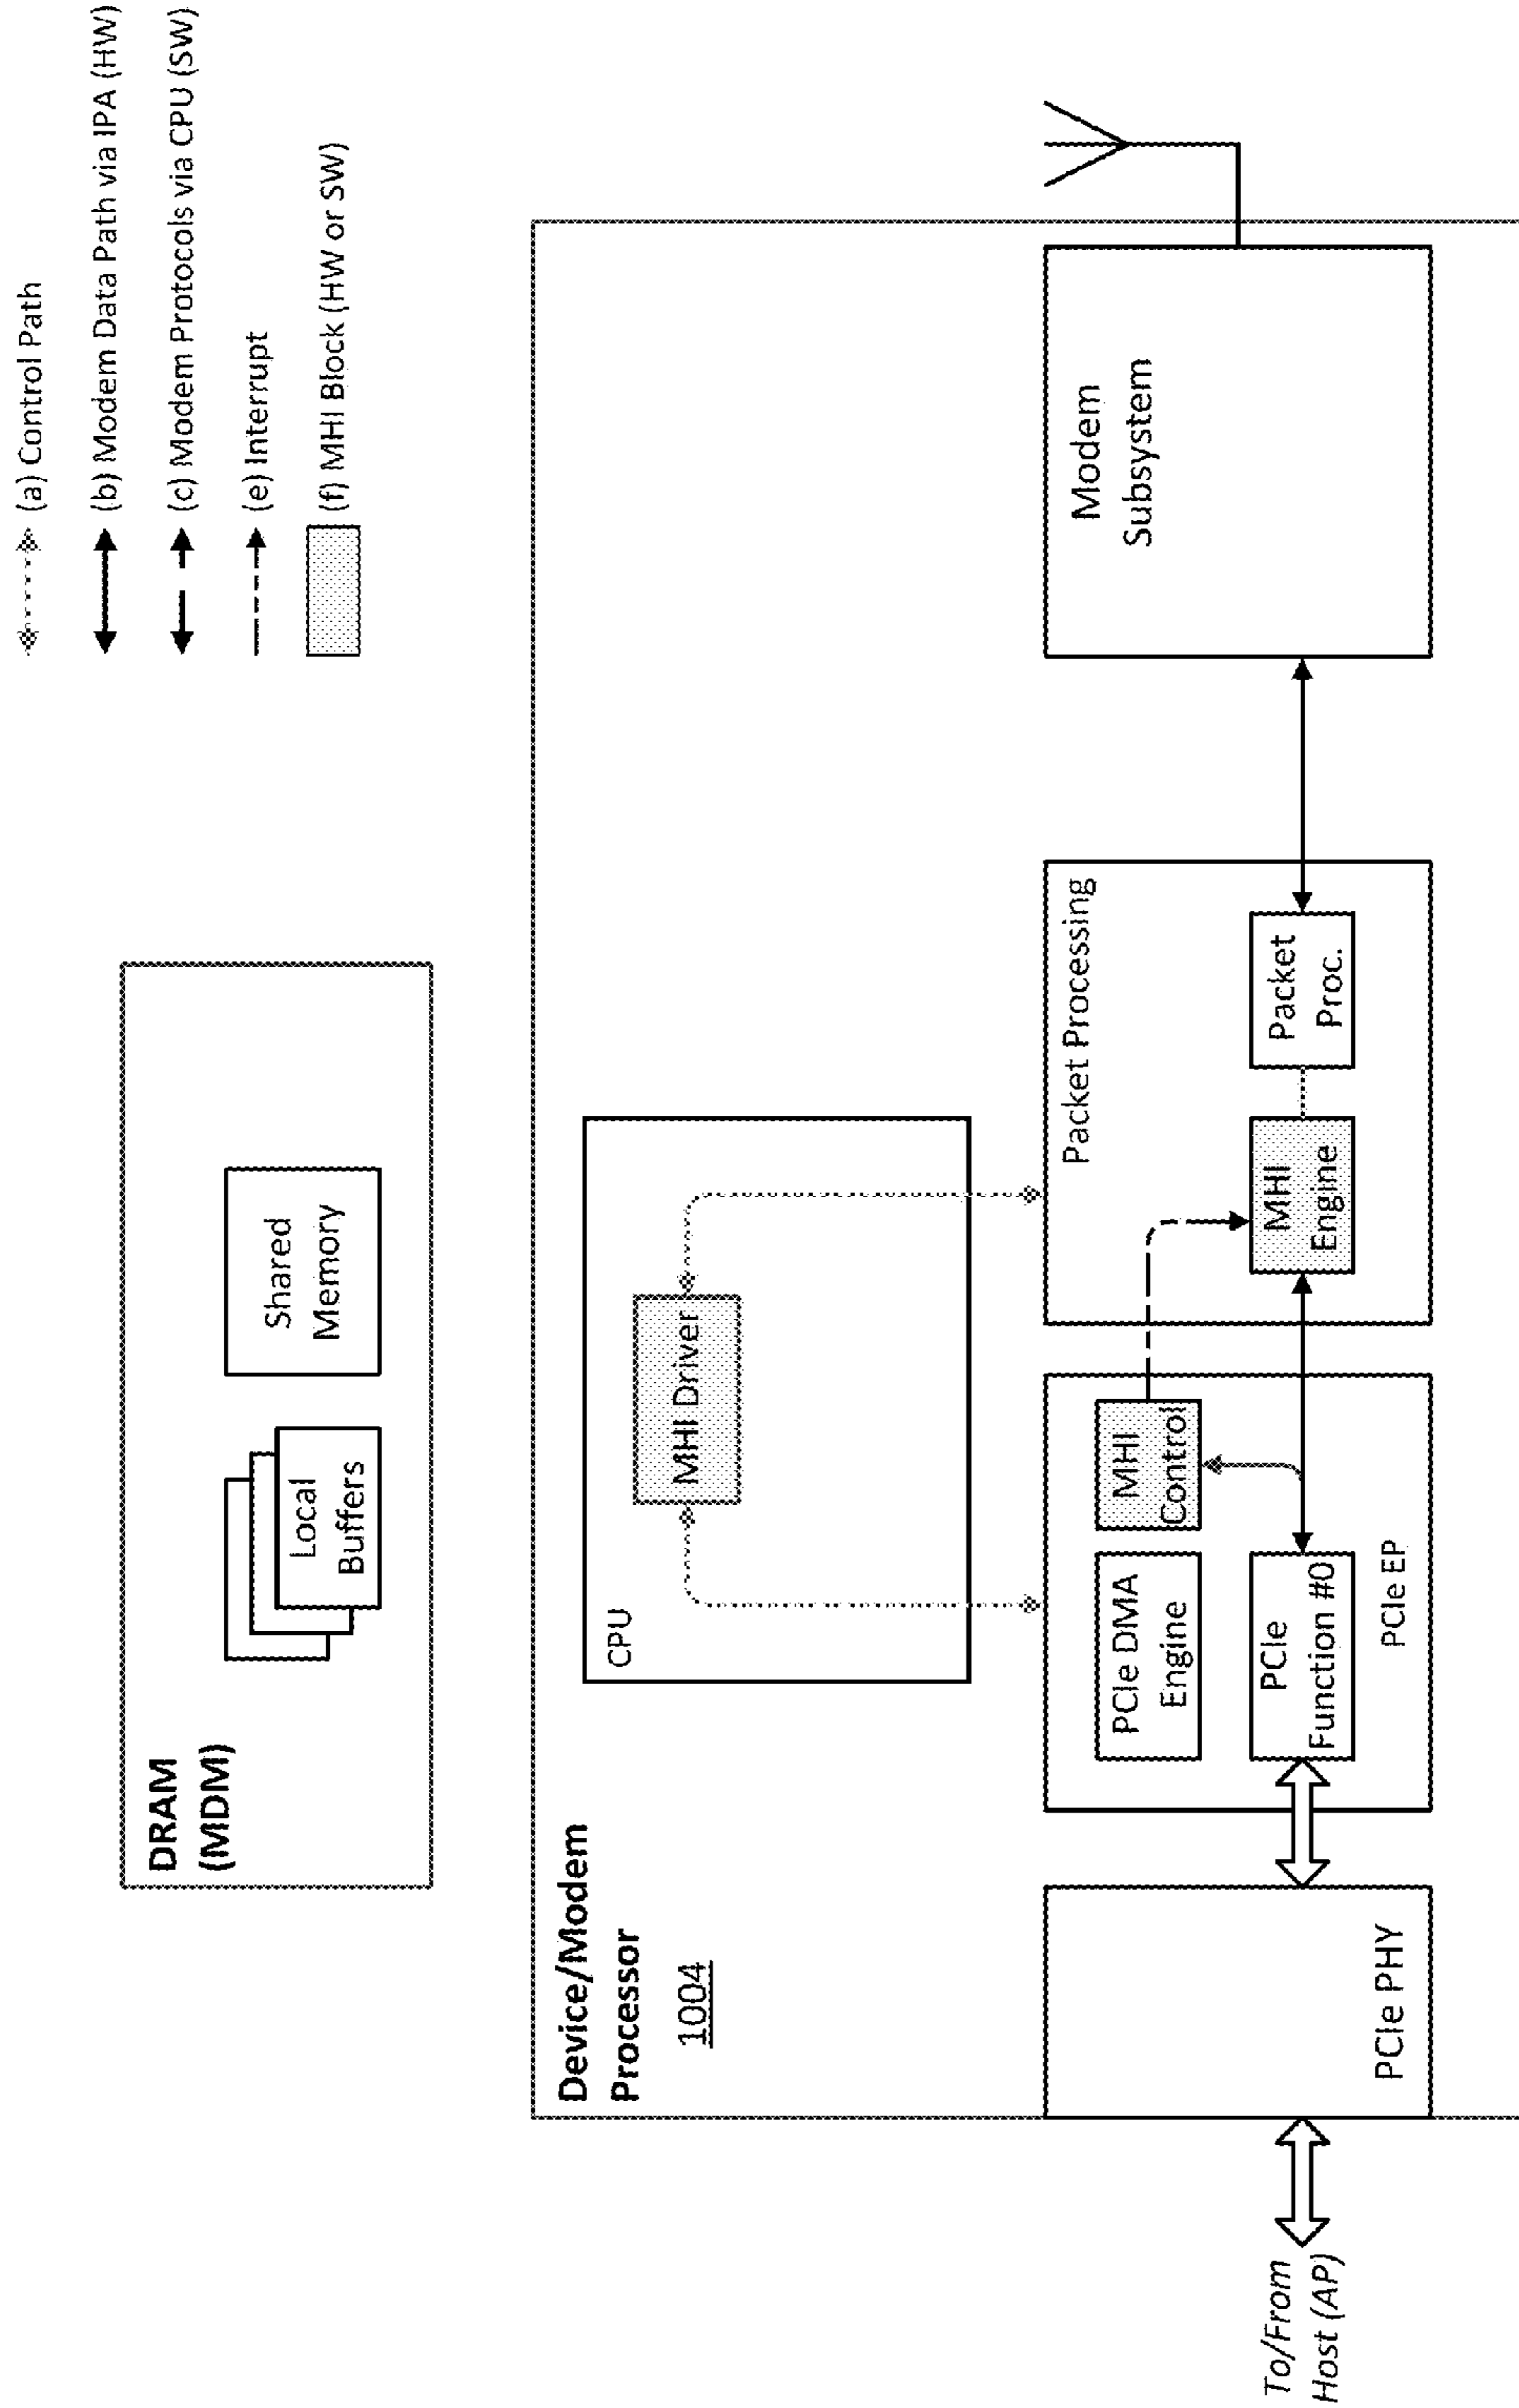 (a) Control Path
(b) Modem Data Path via IPA (HW)
(c) Modem Protocols via CPU (SW)
(e) Interrupt
(f) MHI Block (HW or SW)
DRAM
(MDM)
Local
Buffers
Shared
Memory
Device/Modem
Processor
1004
CPU
MHI Driver
To/From
Host (AP)
PCIe PHY
PCIe DMA
Engine
MHI
Control
PCIe
Function #0
PCIe EP
Packet Processing
MHI
Engine
Packet
Proc.
Modem
Subsystem